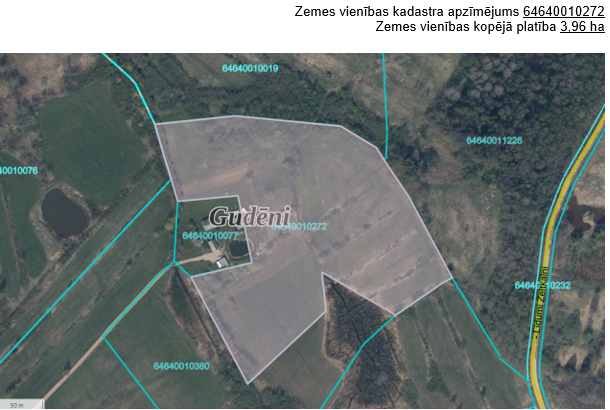 Zemes vienības kadastra apzīmējums 64640010272
Zemes vienības kopējā platība 3,96 ha
64640010019
64640011226
40010076
Gudēni
64640010077
64640010272
64640010232
64640010380
50 m